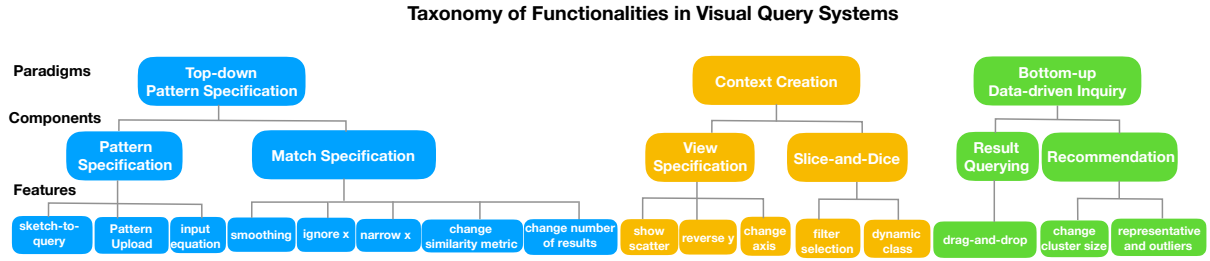 Taxonomy of Functionalities in Visual Query Systems
Paradigms
Top-down
Pattern Specification
Context Creation
Bottom-up
Data-driven Inquiry
Components
Pattern
Specification
Match Specification
View
Specification
Slice-and-Dice
Result
Querying
Recommendation
Features
sketch-to-
query
Pattern
Upload
input
equation
smoothing
ignore x
narrow x
change
similarity metric
change number
of results
show
scatter
reverse y
change
axis
filter
selection
dynamic
class
drag-and-drop
change
cluster size
representative
and outliers